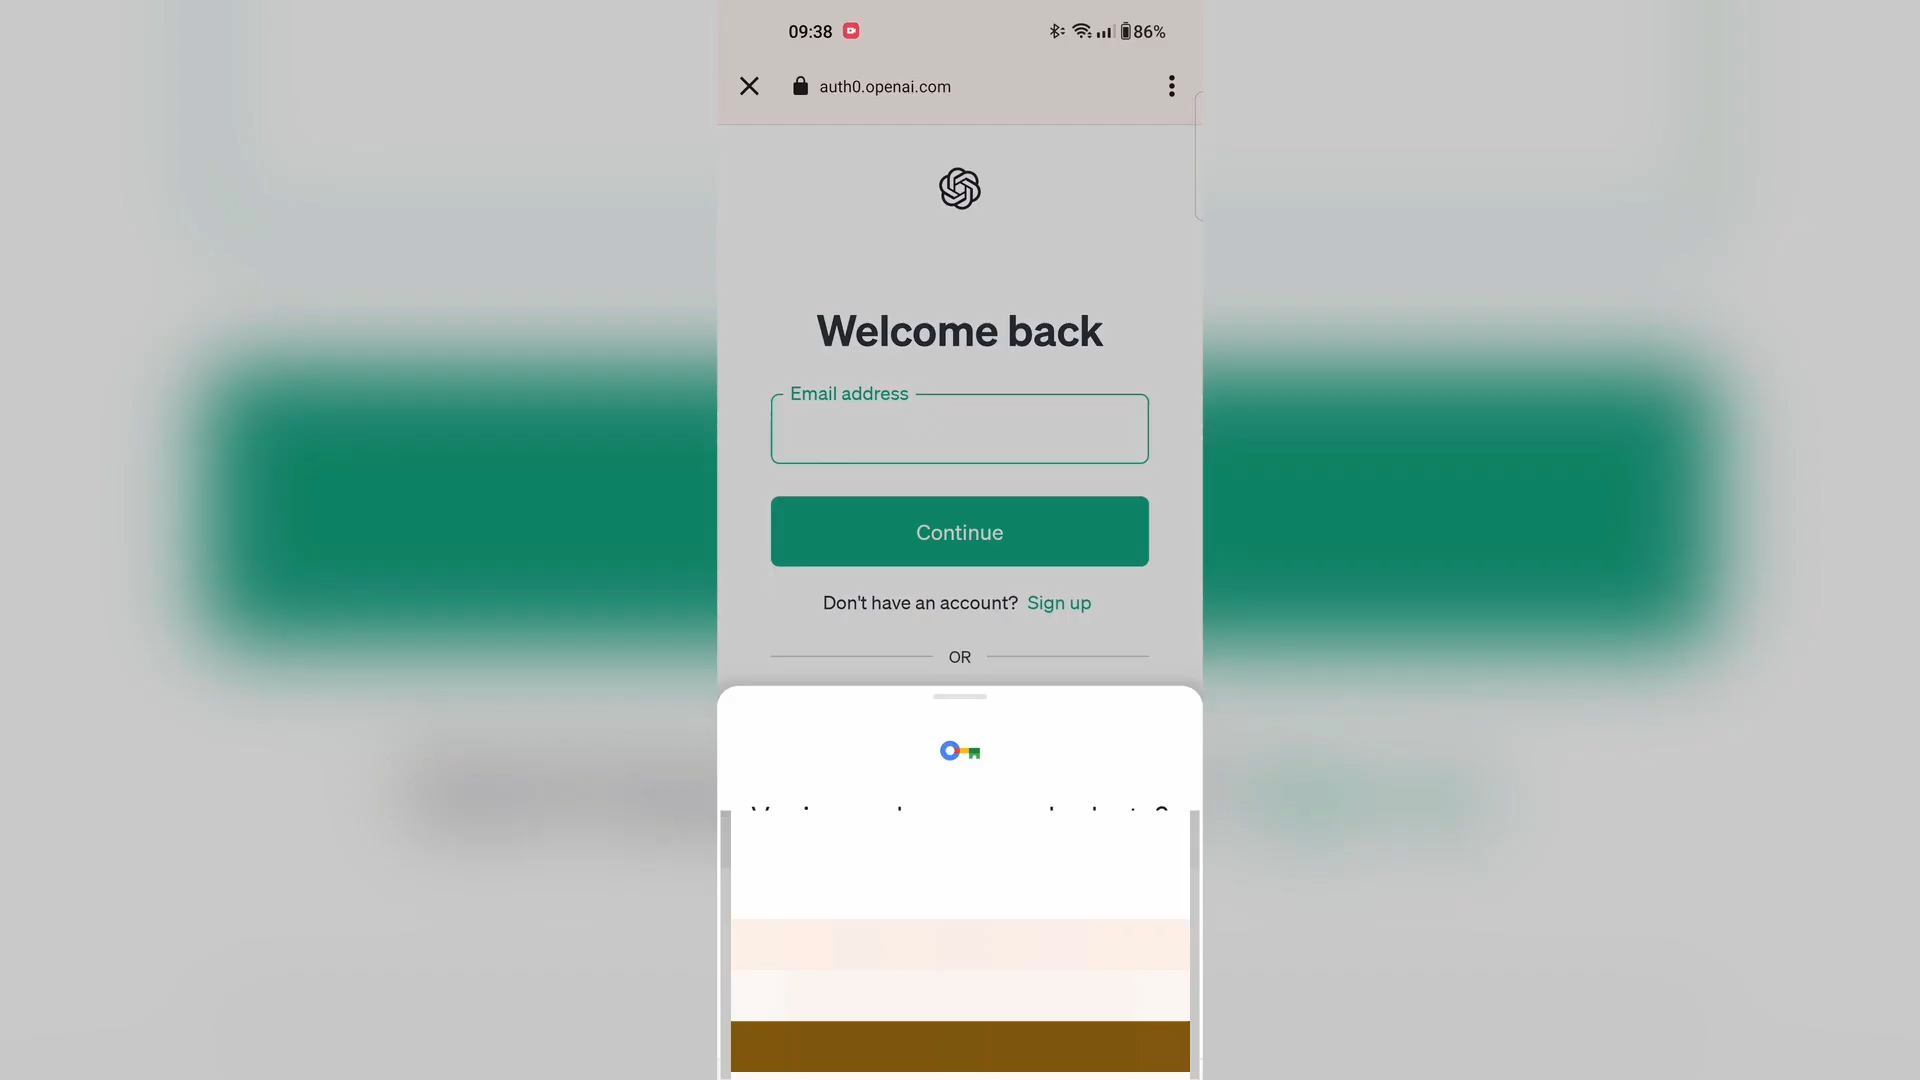 09:38
86%
auth0.openai.com
Welcome back
Email address
Continue
Don't have an account? Sign up
OR